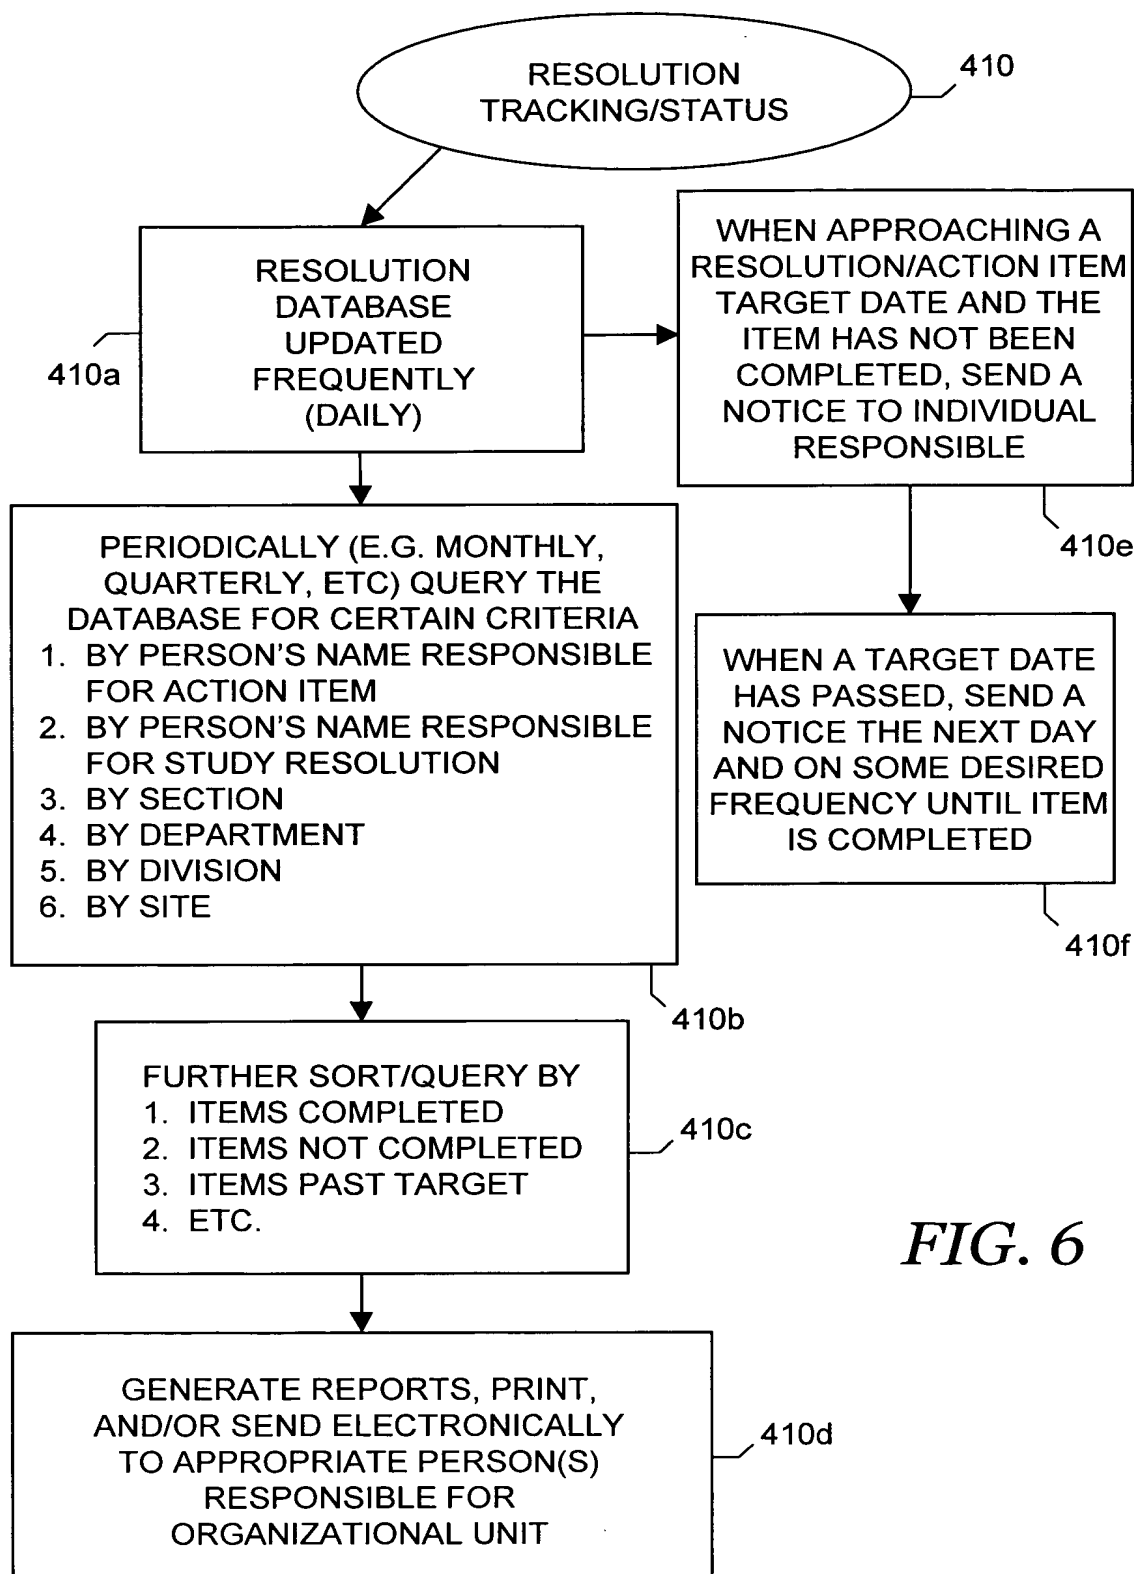 RESOLUTION
TRACKING/STATUS
410
RESOLUTION
DATABASE
UPDATED
FREQUENTLY
(DAILY)
410a
WHEN APPROACHING A
RESOLUTION/ACTION ITEM
TARGET DATE AND THE
ITEM HAS NOT BEEN
COMPLETED, SEND A
NOTICE TO INDIVIDUAL
RESPONSIBLE
410e
PERIODICALLY (E.G. MONTHLY,
QUARTERLY, ETC) QUERY THE
DATABASE FOR CERTAIN CRITERIA
1. BY PERSON'S NAME RESPONSIBLE
FOR ACTION ITEM
2. BY PERSON'S NAME RESPONSIBLE
FOR STUDY RESOLUTION
3. BY SECTION
4. BY DEPARTMENT
5. BY DIVISION
6. BY SITE
410b
WHEN A TARGET DATE
HAS PASSED, SEND A
NOTICE THE NEXT DAY
AND ON SOME DESIRED
FREQUENCY UNTIL ITEM
IS COMPLETED
410f
FURTHER SORT/QUERY BY
1. ITEMS COMPLETED
2. ITEMS NOT COMPLETED
3. ITEMS PAST TARGET
4. ETC.
410c
FIG. 6
GENERATE REPORTS, PRINT,
AND/OR SEND ELECTRONICALLY
TO APPROPRIATE PERSON(S)
RESPONSIBLE FOR
ORGANIZATIONAL UNIT
410d